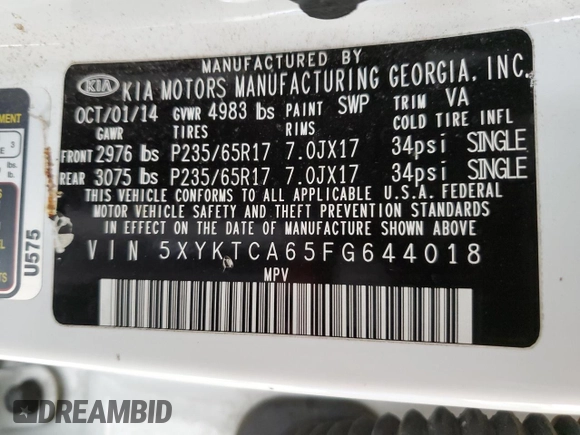 MANUFACTURED BY
KIA KIA MOTORS MANUFACTURING GEORGIA, INC.
OCT/01/14 GVWR 4983 lbs PAINT SWP TRIM VA
GAWR TIRES RIMS COLD TIRE INFL
FRONT 2976 lbs P235/65R17 7.0JX17 34psi SINGLE
REAR 3075 lbs P235/65R17 7.0JX17 34psi SINGLE
THIS VEHICLE CONFORMS TO ALL APPLICABLE U.S.A. FEDERAL
MOTOR VEHICLE SAFETY AND THEFT PREVENTION STANDARDS
IN EFFECT ON THE DATE OF MANUFACTURE SHOWN ABOVE.
VIN 5XYKTCA65FG644018
MPV
U575
3
DREAMBID